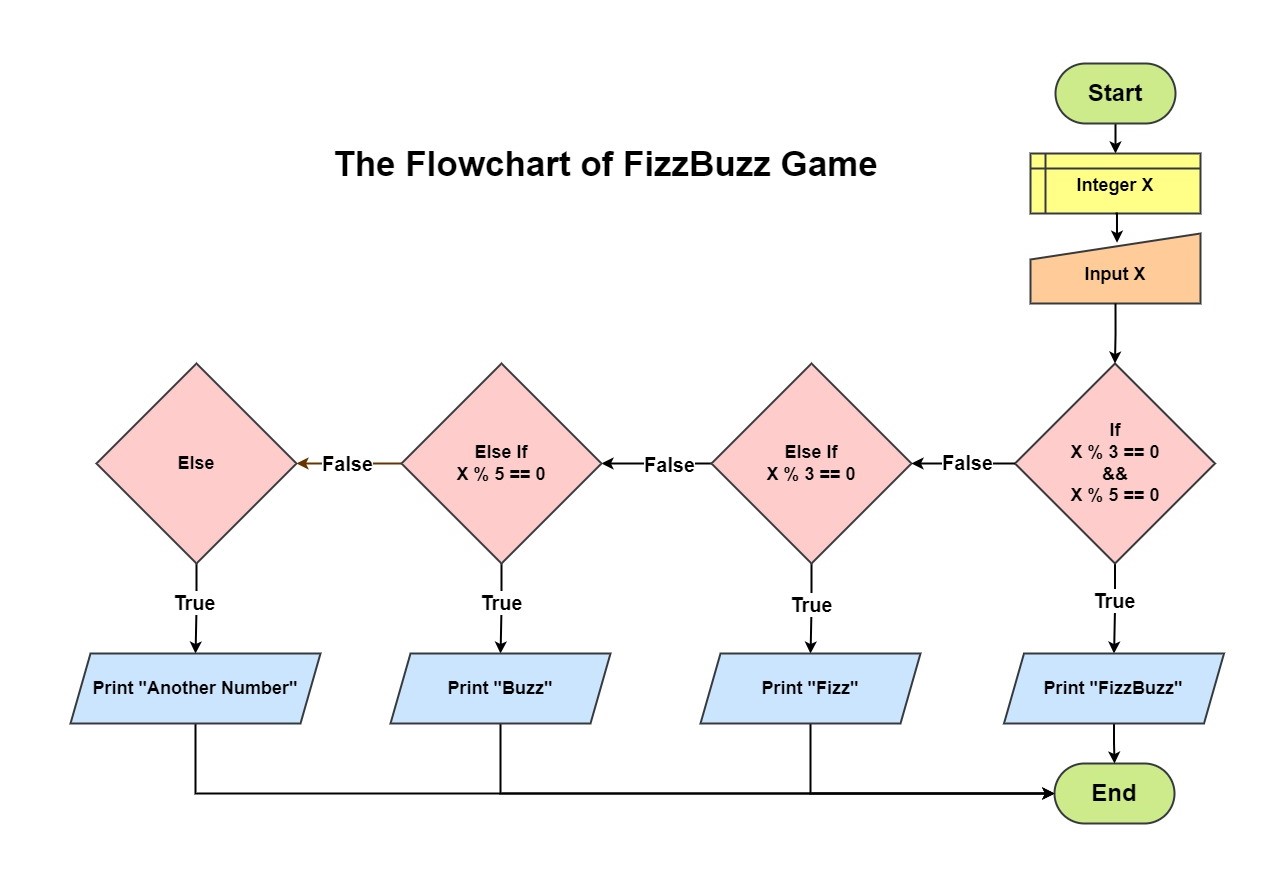 Start
The Flowchart of FizzBuzz Game
Integer X
Input X
If
X % 3 == 0
&&
X % 5 == 0
False
Else If
X % 3 == 0
False
Else If
X % 5 == 0
False
Else
True
True
True
True
Print "Another Number"
Print "Buzz"
Print "Fizz"
Print "FizzBuzz"
End